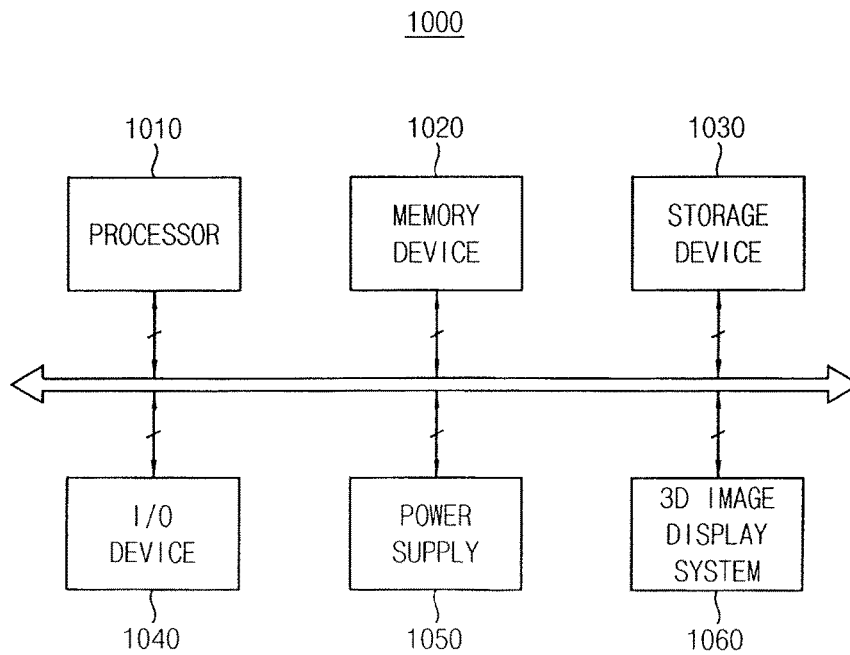 1000
1010
1020
1030
PROCESSOR
MEMORY
DEVICE
STORAGE
DEVICE
I/O
DEVICE
POWER
SUPPLY
3D IMAGE
DISPLAY
SYSTEM
1040
1050
1060